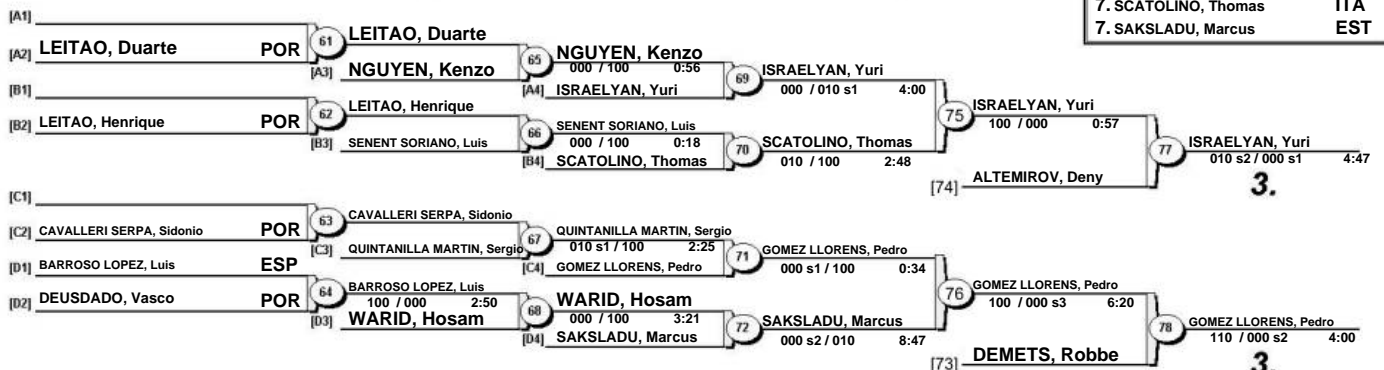 7. SCATOLINO, Thomas ITA
7. SAKSLADU, Marcus EST
[A1]
[A2] LEITAO, Duarte POR
61 LEITAO, Duarte
[A3] NGUYEN, Kenzo
65 NGUYEN, Kenzo
000 / 100 0:56
[A4] ISRAELYAN, Yuri
69 ISRAELYAN, Yuri
000 / 010 s1 4:00
[B1]
[B2] LEITAO, Henrique POR
62 LEITAO, Henrique
[B3] SENENT SORIANO, Luis
66 SENENT SORIANO, Luis
000 / 100 0:18
[B4] SCATOLINO, Thomas
70 SCATOLINO, Thomas
010 / 100 2:48
75 ISRAELYAN, Yuri
100 / 000 0:57
[74] ALTEMIROV, Deny
77 ISRAELYAN, Yuri
010 s2 / 000 s1 4:47
3.
[C1]
[C2] CAVALLERI SERPA, Sidonio POR
63 CAVALLERI SERPA, Sidonio
[C3] QUINTANILLA MARTIN, Sergio
67 QUINTANILLA MARTIN, Sergio
010 s1 / 100 2:25
[C4] GOMEZ LLORENS, Pedro
71 GOMEZ LLORENS, Pedro
000 s1 / 100 0:34
[D1] BARROSO LOPEZ, Luis ESP
[D2] DEUSDADO, Vasco POR
64 BARROSO LOPEZ, Luis
100 / 000 2:50
[D3] WARID, Hosam
68 WARID, Hosam
000 / 100 3:21
[D4] SAKSLADU, Marcus
72 SAKSLADU, Marcus
000 s2 / 010 8:47
76 GOMEZ LLORENS, Pedro
100 / 000 s3 6:20
[73] DEMETS, Robbe
78 GOMEZ LLORENS, Pedro
110 / 000 s2 4:00
3.